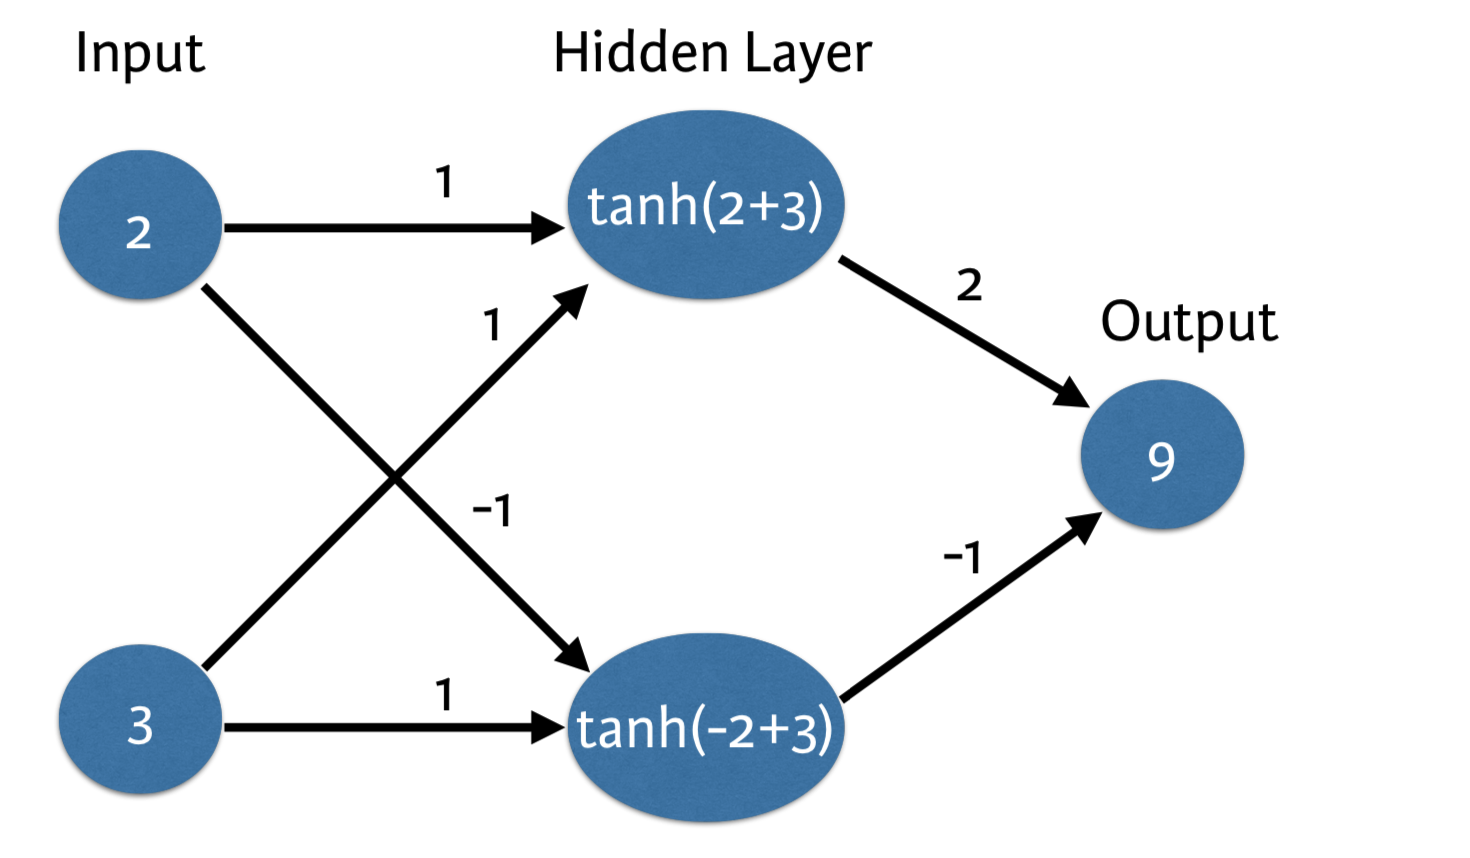 Input
Hidden Layer
2
1
tanh(2+3)
1
2
Output
9
-1
-1
3
1
tanh(-2+3)